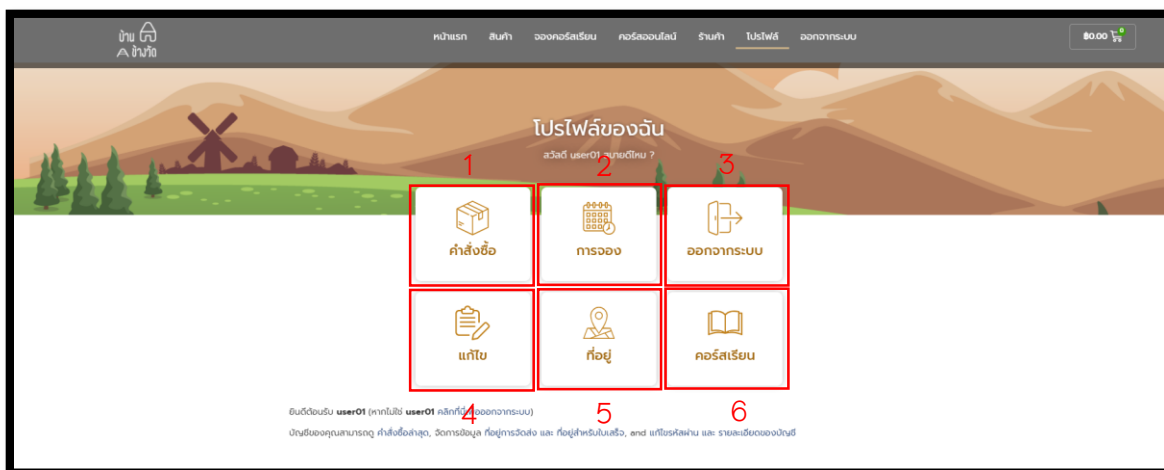 บ้าน
ข้างวัด
หน้าแรก สินค้า จองคอร์สเรียน คอร์สออนไลน์ ร้านค้า โปรไฟล์ ออกจากระบบ
฿0.00 0
โปรไฟล์ของฉัน
สวัสดี user01 สบายดีไหม ?
1 2 3
คำสั่งซื้อ การจอง ออกจากระบบ
แก้ไข ที่อยู่ คอร์สเรียน
4 5 6
ยินดีต้อนรับ user01 (หากไม่ใช่ user01 คลิกที่นี่เพื่อออกจากระบบ)
บัญชีของคุณสามารถดู คำสั่งซื้อล่าสุด, จัดการข้อมูล ที่อยู่การจัดส่ง และ ที่อยู่สำหรับใบเสร็จ, and แก้ไขรหัสผ่าน และ รายละเอียดของบัญชี